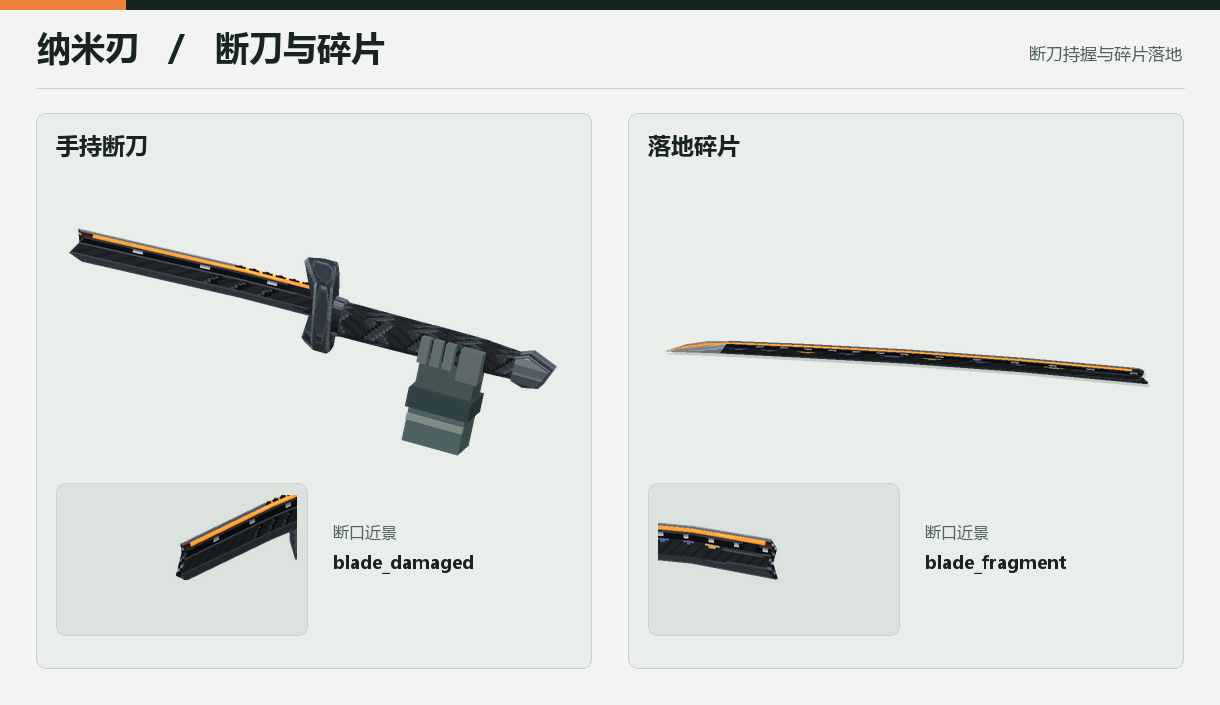 纳米刃 / 断刀与碎片
断刀持握与碎片落地
手持断刀
断口近景
blade_damaged
落地碎片
断口近景
blade_fragment